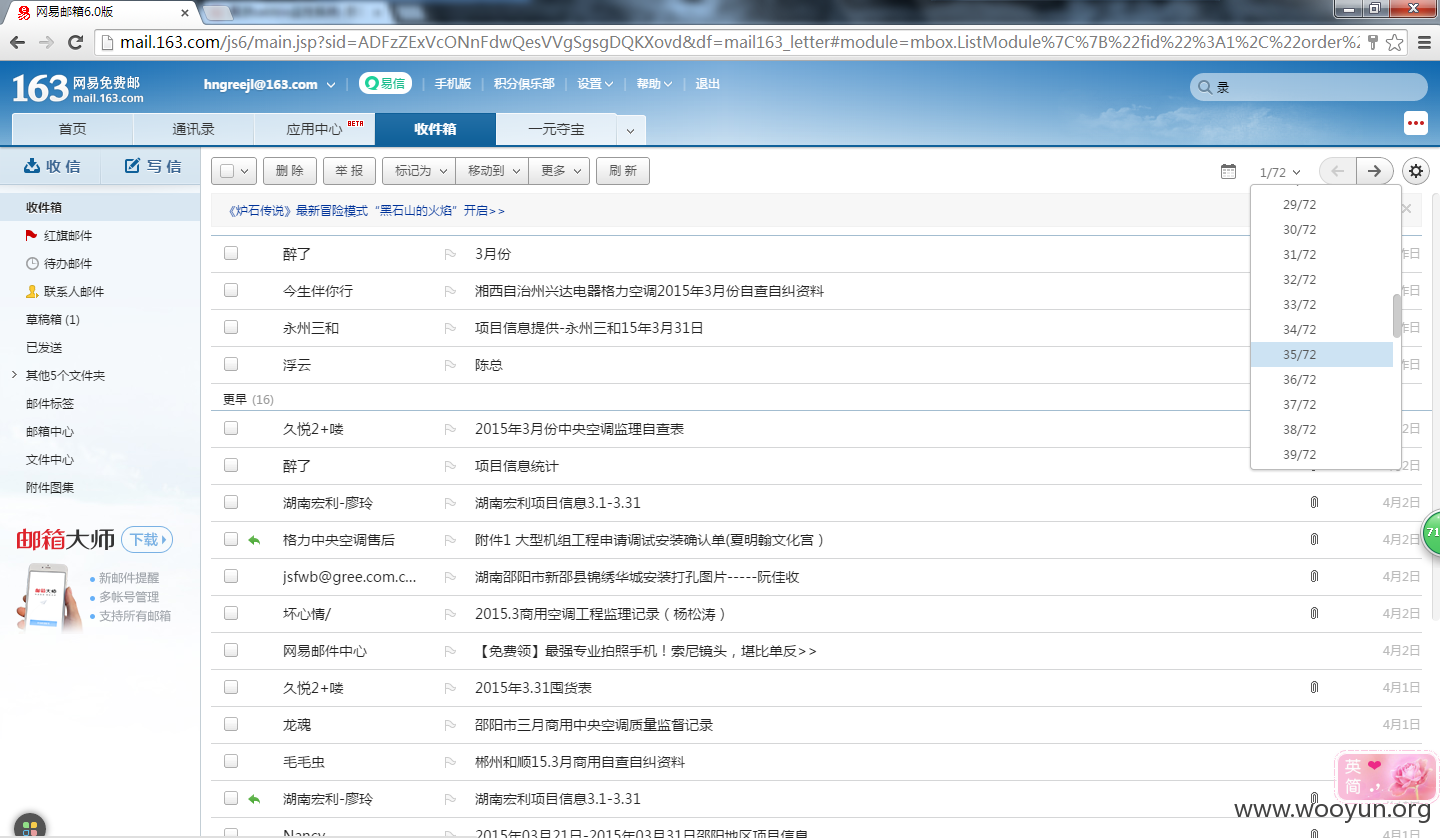 网易邮箱6.0版
mail.163.com/js6/main.jsp?sid=ADFzZExVcONnFdwQesVVgSgsgDQKXovd&df=mail163_letter#module=mbox.ListModule%7C%7B%22fid%22%3A1%2C%22order%2
163 网易免费邮 mail.163.com
hngreejl@163.com 易信 手机版 积分俱乐部 设置 帮助 退出
录
首页 通讯录 应用中心 BETA 收件箱 一元夺宝
收信 写信
删除 举报 标记为 移动到 更多 刷新 1/72
收件箱
红旗邮件
待办邮件
联系人邮件
草稿箱 (1)
已发送
其他5个文件夹
邮件标签
邮箱中心
文件中心
附件图集
邮箱大师 下载
新邮件提醒
多帐号管理
支持所有邮箱
《炉石传说》最新冒险模式“黑石山的火焰”开启>>
醉了 3月份 昨日
今生伴你行 湘西自治州兴达电器格力空调2015年3月份自查自纠资料 昨日
永州三和 项目信息提供-永州三和15年3月31日 昨日
浮云 陈总 昨日
更早 (16)
久悦2+喽 2015年3月份中央空调监理自查表 2日
醉了 项目信息统计 2日
湖南宏利-廖玲 湖南宏利项目信息3.1-3.31 4月2日
格力中央空调售后 附件1 大型机组工程申请调试安装确认单(夏明翰文化宫） 4月2日
jsfwb@gree.com.c... 湖南邵阳市新邵县锦绣华城安装打孔图片-----阮佳收 4月2日
坏心情/ 2015.3商用空调工程监理记录（杨松涛） 4月2日
网易邮件中心 【免费领】最强专业拍照手机！索尼镜头，堪比单反>> 4月2日
久悦2+喽 2015年3.31囤货表 4月1日
龙魂 邵阳市三月商用中央空调质量监督记录 4月1日
毛毛虫 郴州和顺15.3月商用自查自纠资料
湖南宏利-廖玲 湖南宏利项目信息3.1-3.31
Nancy 2015年03月21日-2015年03月31日邵阳地区项目信息
29/72
30/72
31/72
32/72
33/72
34/72
35/72
36/72
37/72
38/72
39/72
71
英
简
www.wooyun.org